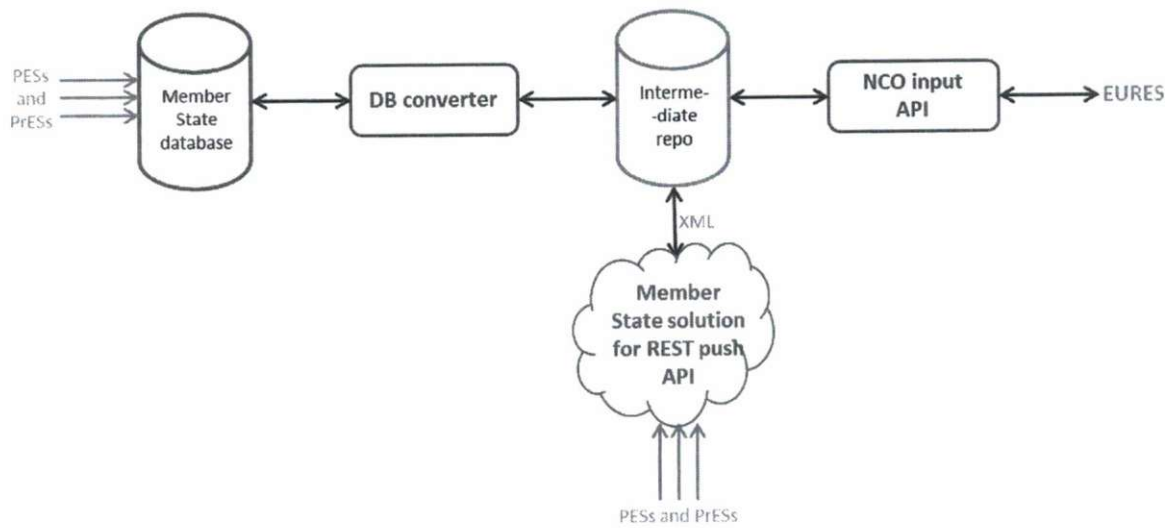 PESs
and
PrESs
Member
State
database
DB converter
Interme-
-diate
repo
NCO input
API
EURES
XML
Member
State solution
for REST push
API
PESs and PrESs